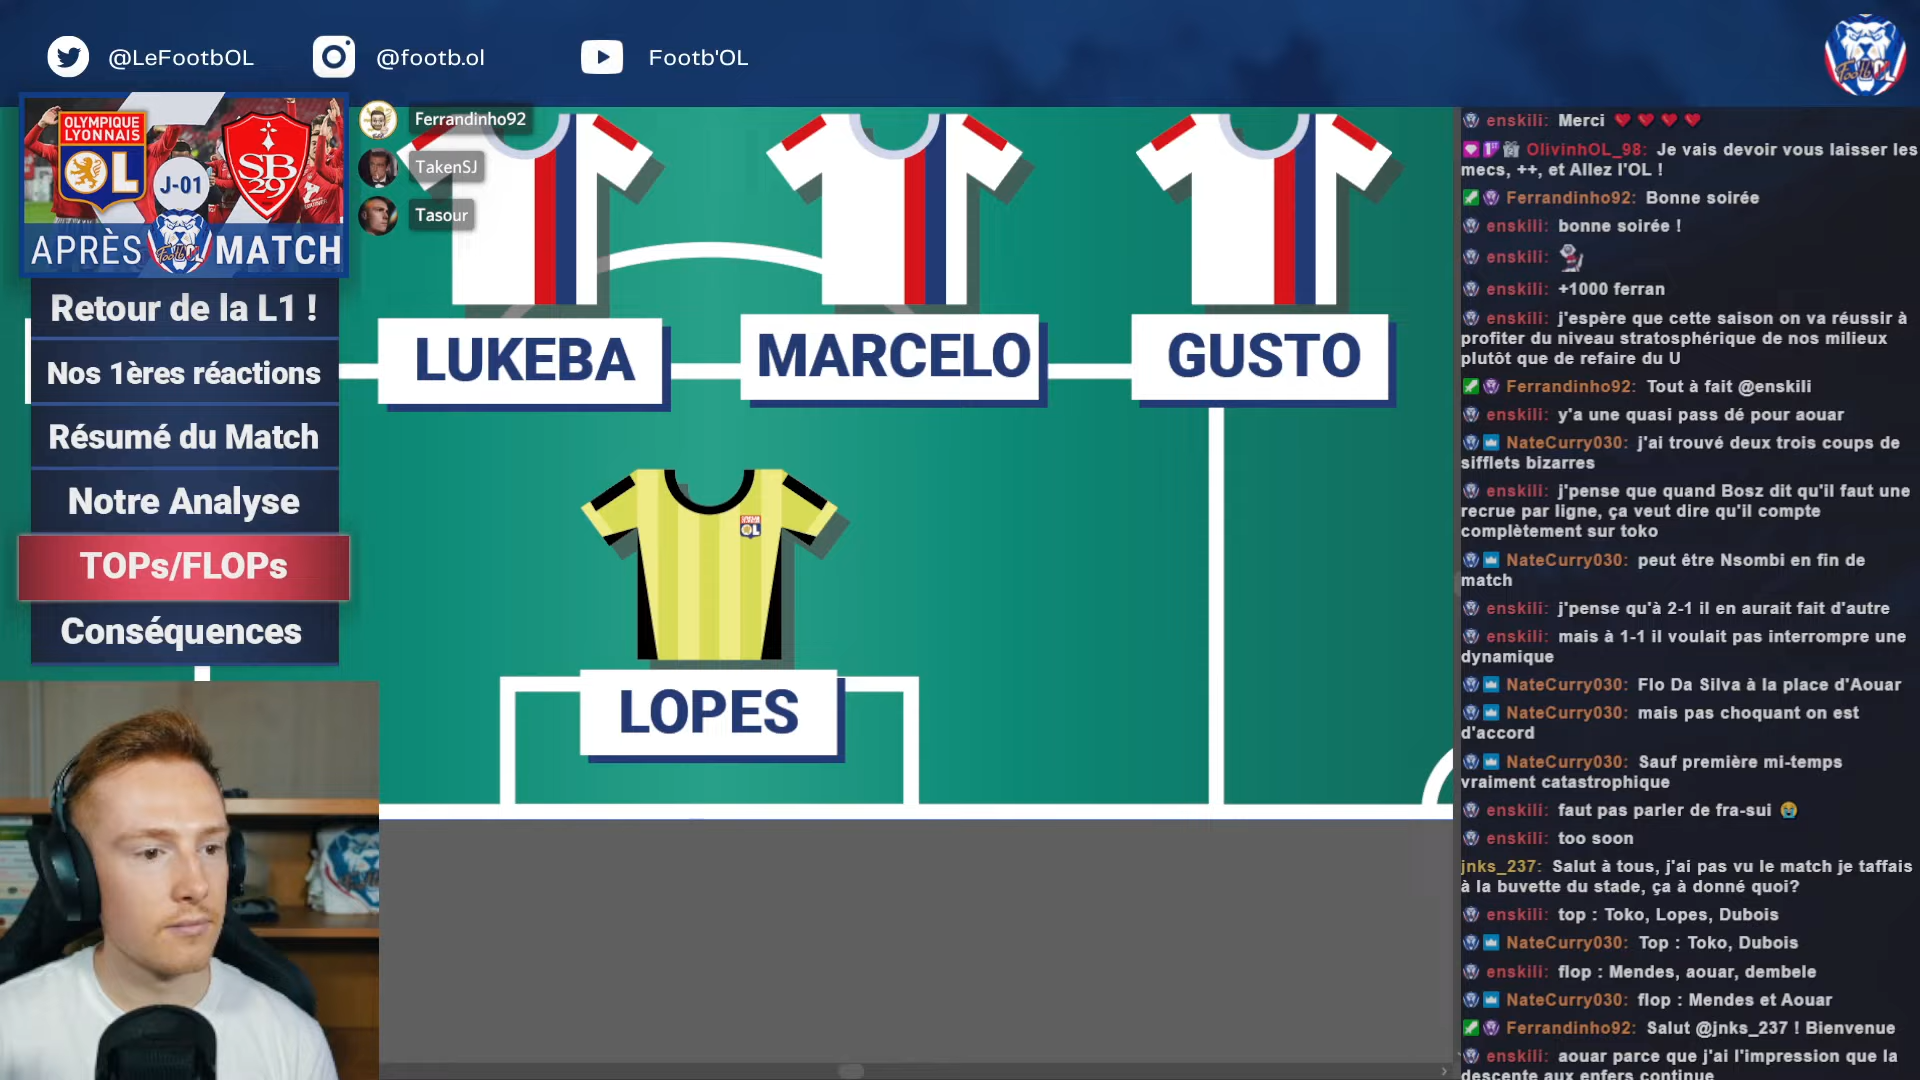 @LeFootbOL
@footb.ol
Footb'OL
OLYMPIQUE
LYONNAIS
OL
J-01
SB
29
APRÈS MATCH
Retour de la L1 !
Nos 1ères réactions
Résumé du Match
Notre Analyse
TOPs/FLOPs
Conséquences
Ferrandinho92
TakenSJ
Tasour
LUKEBA
MARCELO
GUSTO
LOPES
enskili: Merci
OlivinhOL_98: Je vais devoir vous laisser les
mecs, ++, et Allez l'OL !
Ferrandinho92: Bonne soirée
enskili: bonne soirée !
enskili:
enskili: +1000 ferran
enskili: j'espère que cette saison on va réussir à
profiter du niveau stratosphérique de nos milieux
plutôt que de refaire du U
Ferrandinho92: Tout à fait @enskili
enskili: y'a une quasi pass dé pour aouar
NateCurry030: j'ai trouvé deux trois coups de
sifflets bizarres
enskili: j'pense que quand Bosz dit qu'il faut une
recrue par ligne, ça veut dire qu'il compte
complètement sur toko
NateCurry030: peut être Nsombi en fin de
match
enskili: j'pense qu'à 2-1 il en aurait fait d'autre
enskili: mais à 1-1 il voulait pas interrompre une
dynamique
NateCurry030: Flo Da Silva à la place d'Aouar
NateCurry030: mais pas choquant on est
d'accord
NateCurry030: Sauf première mi-temps
vraiment catastrophique
enskili: faut pas parler de fra-sui
enskili: too soon
jnks_237: Salut à tous, j'ai pas vu le match je taffais
à la buvette du stade, ça à donné quoi?
enskili: top : Toko, Lopes, Dubois
NateCurry030: Top : Toko, Dubois
enskili: flop : Mendes, aouar, dembele
NateCurry030: flop : Mendes et Aouar
Ferrandinho92: Salut @jnks_237 ! Bienvenue
enskili: aouar parce que j'ai l'impression que la
descente aux enfers continue